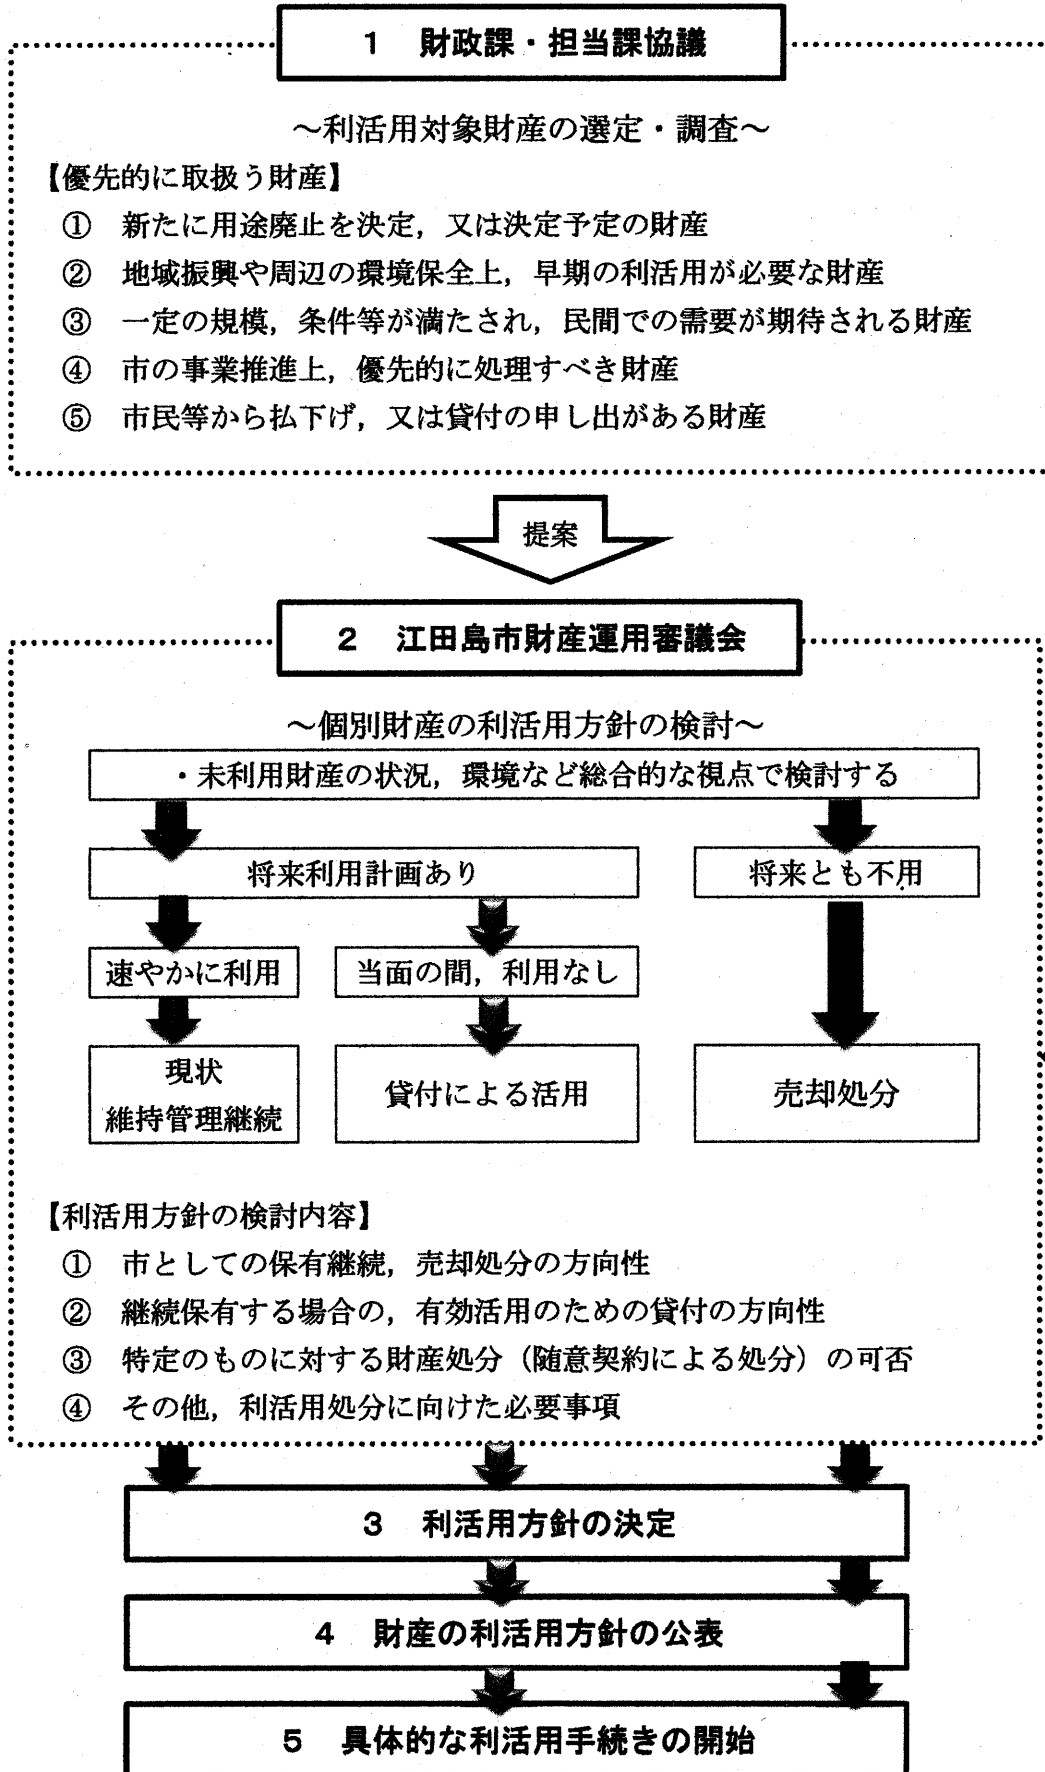 1 財政課・担当課協議
～利活用対象財産の選定・調査～
【優先的に取扱う財産】
① 新たに用途廃止を決定，又は決定予定の財産
② 地域振興や周辺の環境保全上，早期の利活用が必要な財産
③ 一定の規模，条件等が満たされ，民間での需要が期待される財産
④ 市の事業推進上，優先的に処理すべき財産
⑤ 市民等から払下げ，又は貸付の申し出がある財産
提案
2 江田島市財産運用審議会
～個別財産の利活用方針の検討～
・未利用財産の状況，環境など総合的な視点で検討する
将来利用計画あり
将来とも不用
速やかに利用
当面の間，利用なし
現状
維持管理継続
貸付による活用
売却処分
【利活用方針の検討内容】
① 市としての保有継続，売却処分の方向性
② 継続保有する場合の，有効活用のための貸付の方向性
③ 特定のものに対する財産処分（随意契約による処分）の可否
④ その他，利活用処分に向けた必要事項
3 利活用方針の決定
4 財産の利活用方針の公表
5 具体的な利活用手続きの開始